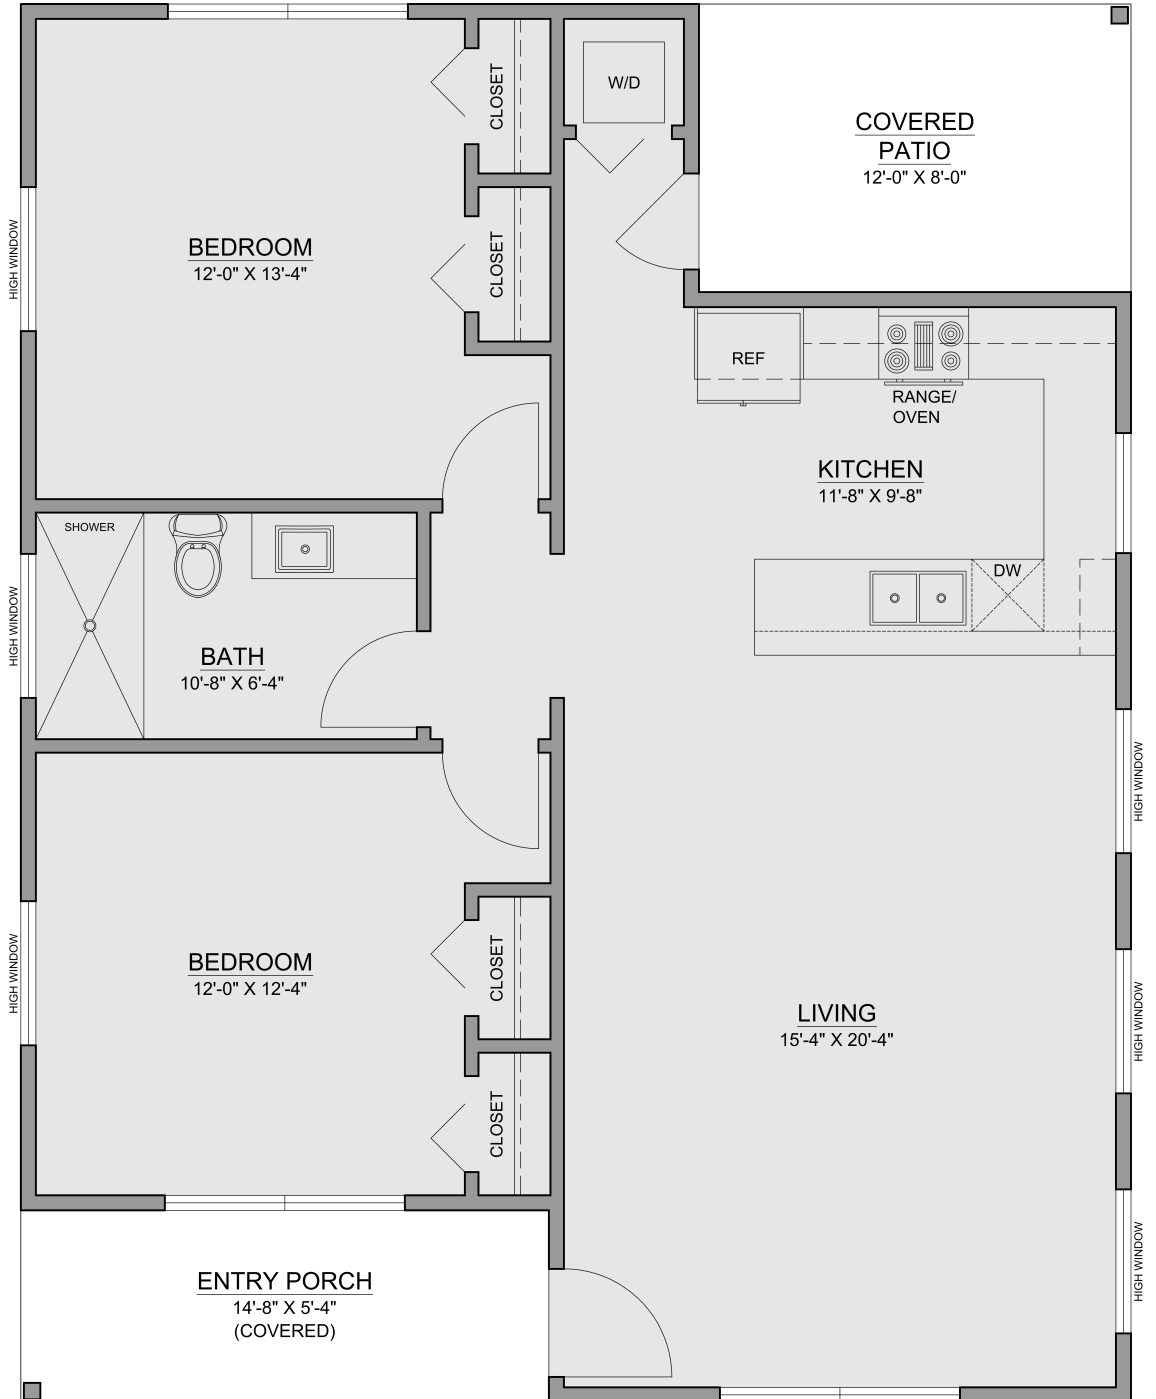 CLOSET
W/D
COVERED
PATIO
12'-0" X 8'-0"
HIGH WINDOW
BEDROOM
12'-0" X 13'-4"
CLOSET
REF
RANGE/
OVEN
KITCHEN
11'-8" X 9'-8"
SHOWER
HIGH WINDOW
DW
BATH
10'-8" X 6'-4"
HIGH WINDOW
HIGH WINDOW
BEDROOM
12'-0" X 12'-4"
CLOSET
LIVING
15'-4" X 20'-4"
HIGH WINDOW
CLOSET
HIGH WINDOW
ENTRY PORCH
14'-8" X 5'-4"
(COVERED)